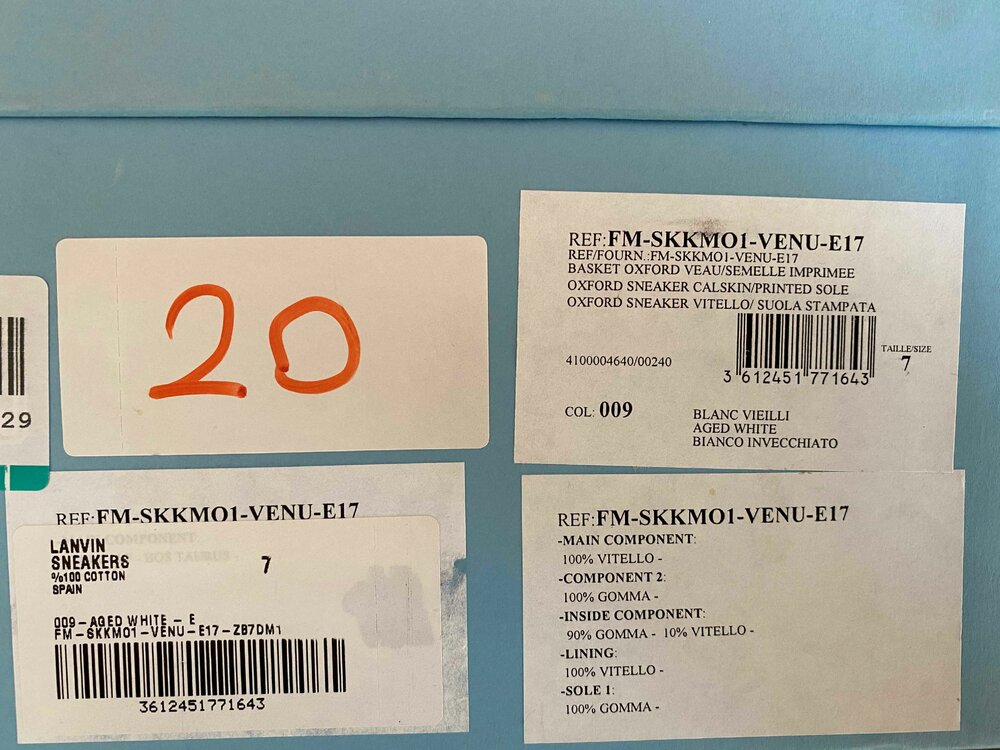 20
29
REF:FM-SKKMO1-VENU-E17
REF/FOURN.:FM-SKKMO1-VENU-E17
BASKET OXFORD VEAU/SEMELLE IMPRIMEE
OXFORD SNEAKER CALSKIN/PRINTED SOLE
OXFORD SNEAKER VITELLO/ SUOLA STAMPATA
4100004640/00240
3 612451 771643
TAILLE/SIZE
7
COL: 009
BLANC VIEILLI
AGED WHITE
BIANCO INVECCHIATO
REF:FM-SKKMO1-VENU-E17
COMPONENT
BOS TAURUS -
LANVIN
SNEAKERS
%100 COTTON
SPAIN
7
009-AGED WHITE - E
FM-SKKMO1-VENU-E17-ZB7DM1
3612451771643
REF:FM-SKKMO1-VENU-E17
-MAIN COMPONENT:
100% VITELLO -
-COMPONENT 2:
100% GOMMA -
-INSIDE COMPONENT:
90% GOMMA - 10% VITELLO -
-LINING:
100% VITELLO -
-SOLE 1:
100% GOMMA -